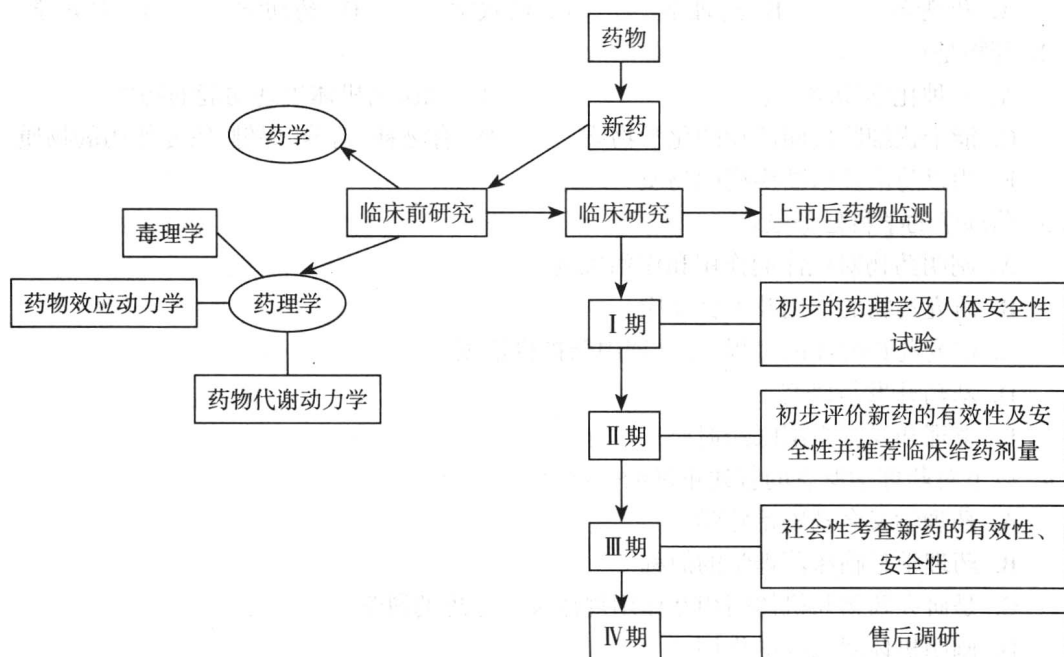 药物
新药
药学
临床前研究
临床研究
上市后药物监测
毒理学
药物效应动力学
药理学
药物代谢动力学
Ⅰ期
初步的药理学及人体安全性
试验
Ⅱ期
初步评价新药的有效性及安
全性并推荐临床给药剂量
Ⅲ期
社会性考查新药的有效性、
安全性
Ⅳ期
售后调研